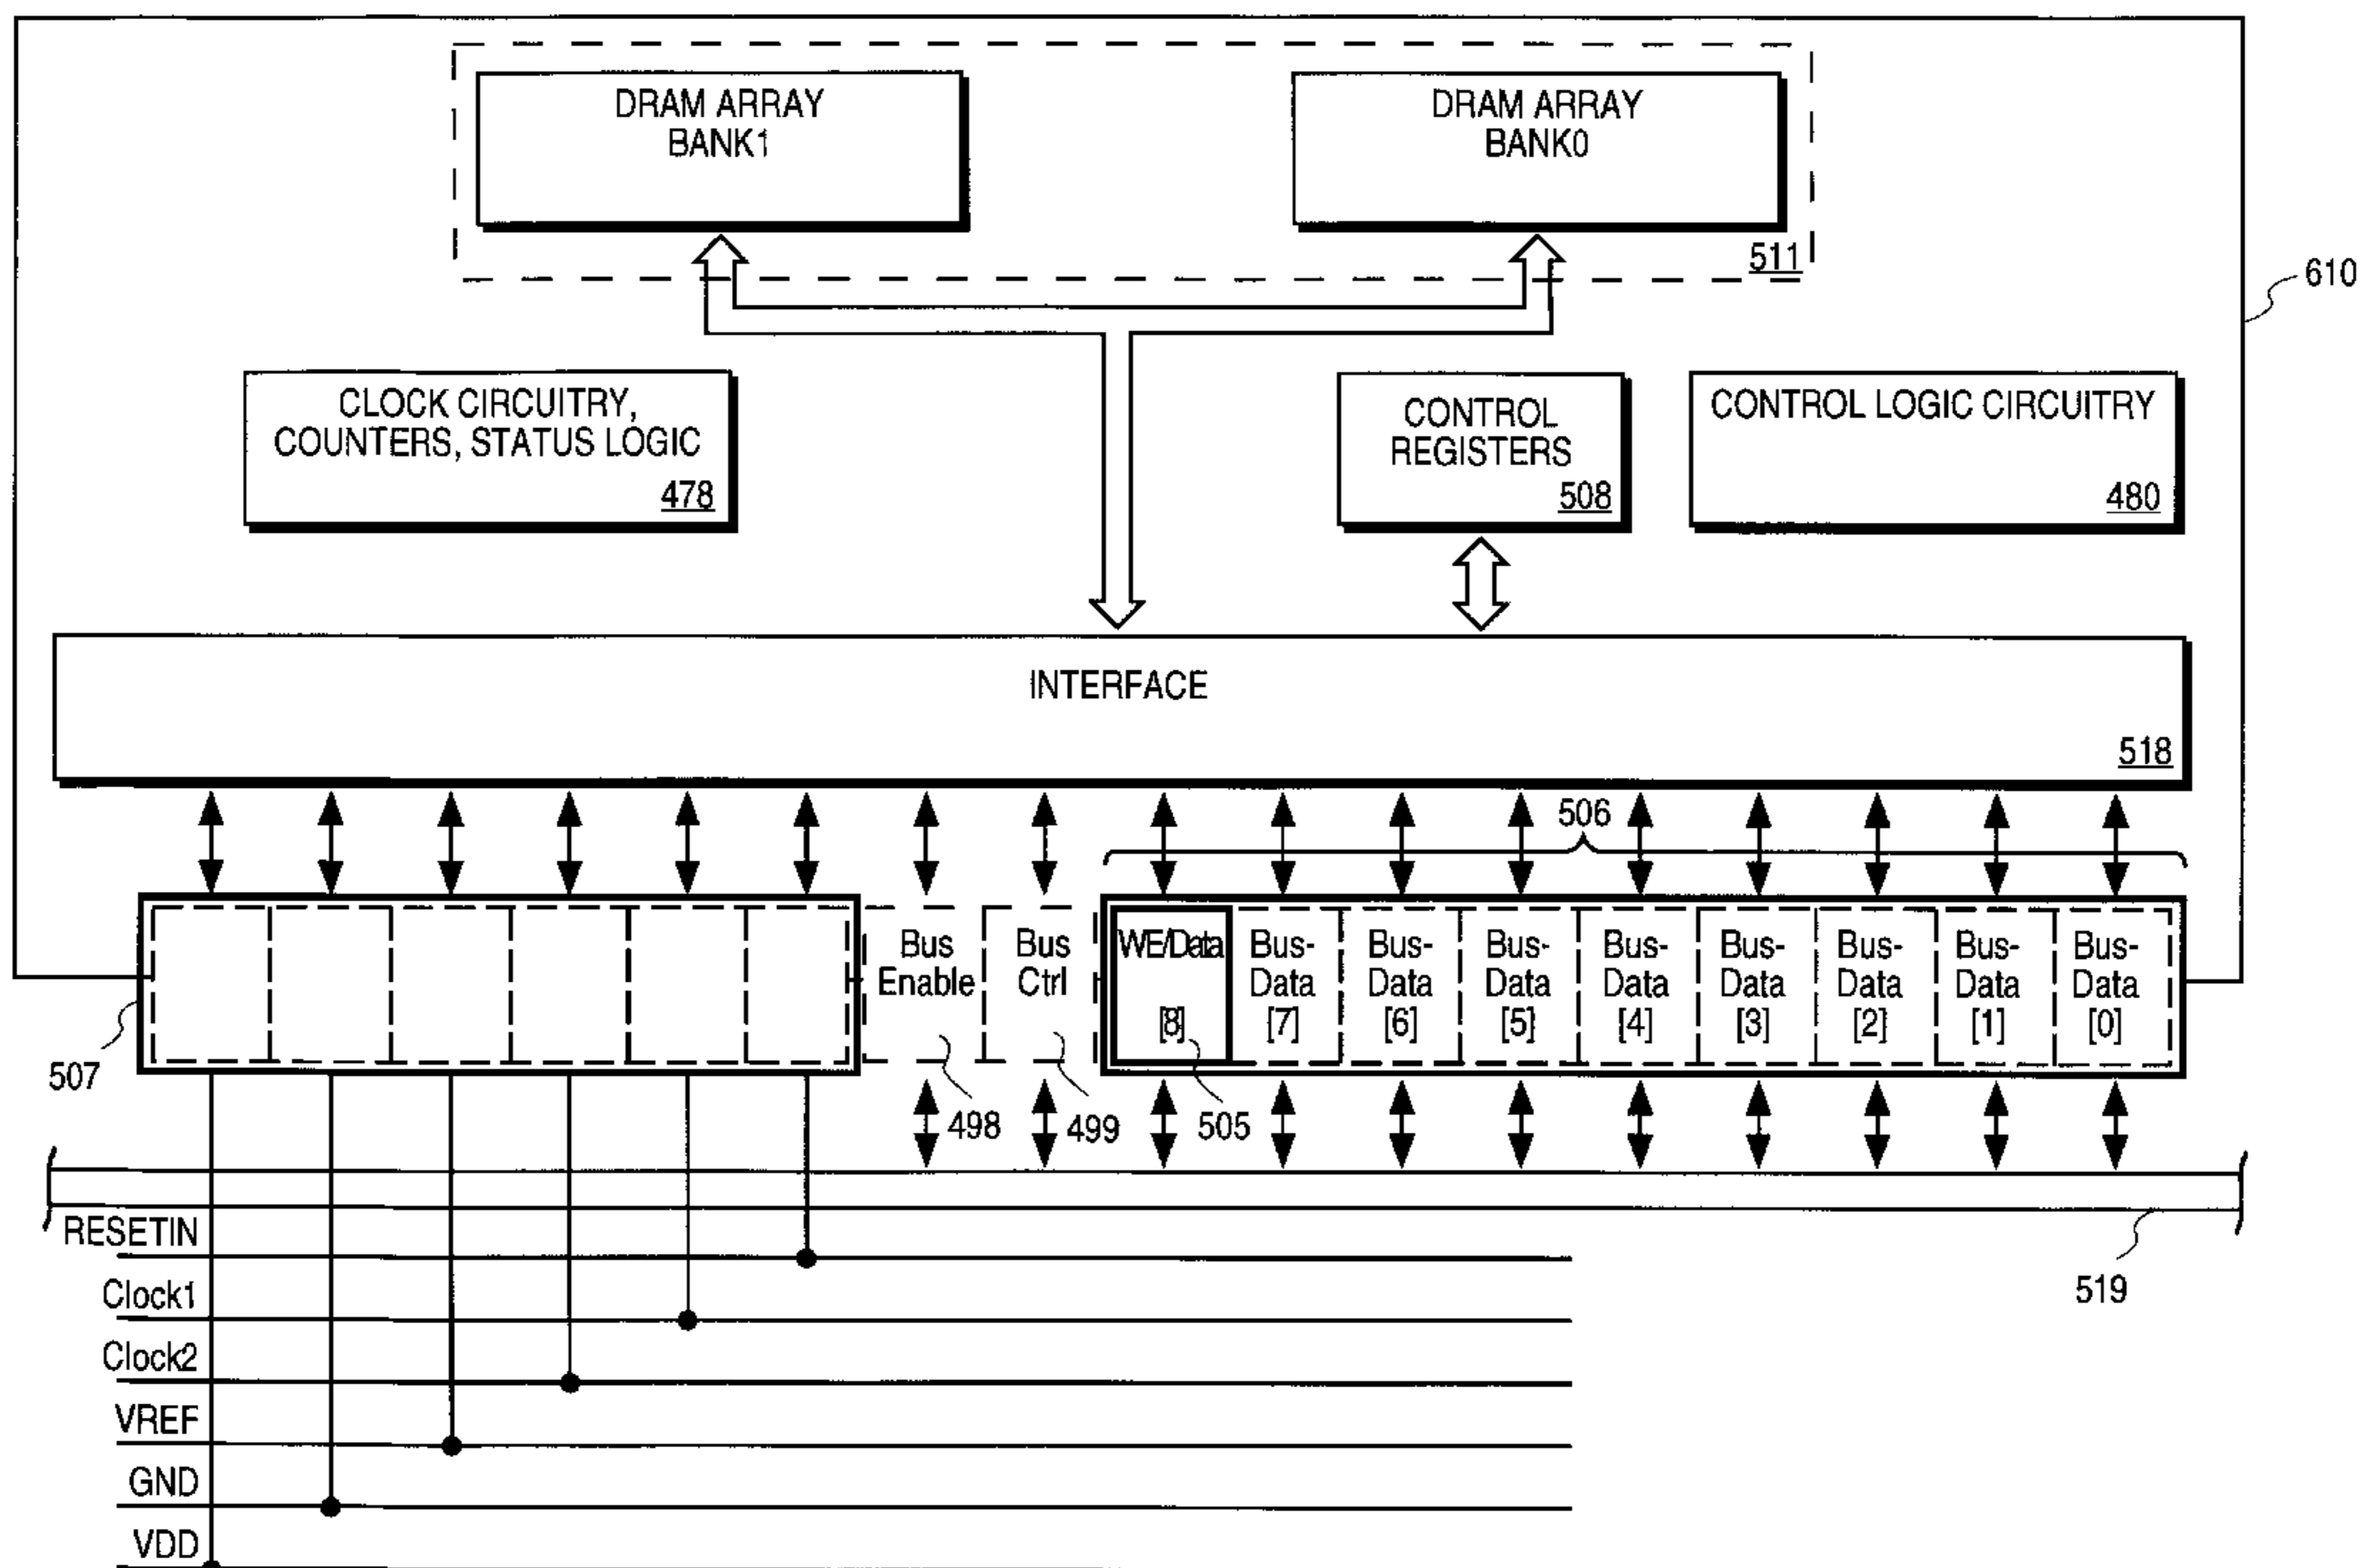 DRAM ARRAY
BANK1
DRAM ARRAY
BANK0
511
610
CLOCK CIRCUITRY,
COUNTERS, STATUS LOGIC
478
CONTROL
REGISTERS
508
CONTROL LOGIC CIRCUITRY
480
INTERFACE
518
506
Bus
Enable
Bus
Ctrl
WE/Data
[8]
Bus-
Data
[7]
Bus-
Data
[6]
Bus-
Data
[5]
Bus-
Data
[4]
Bus-
Data
[3]
Bus-
Data
[2]
Bus-
Data
[1]
Bus-
Data
[0]
507
498
499
505
RESETIN
519
Clock1
Clock2
VREF
GND
VDD